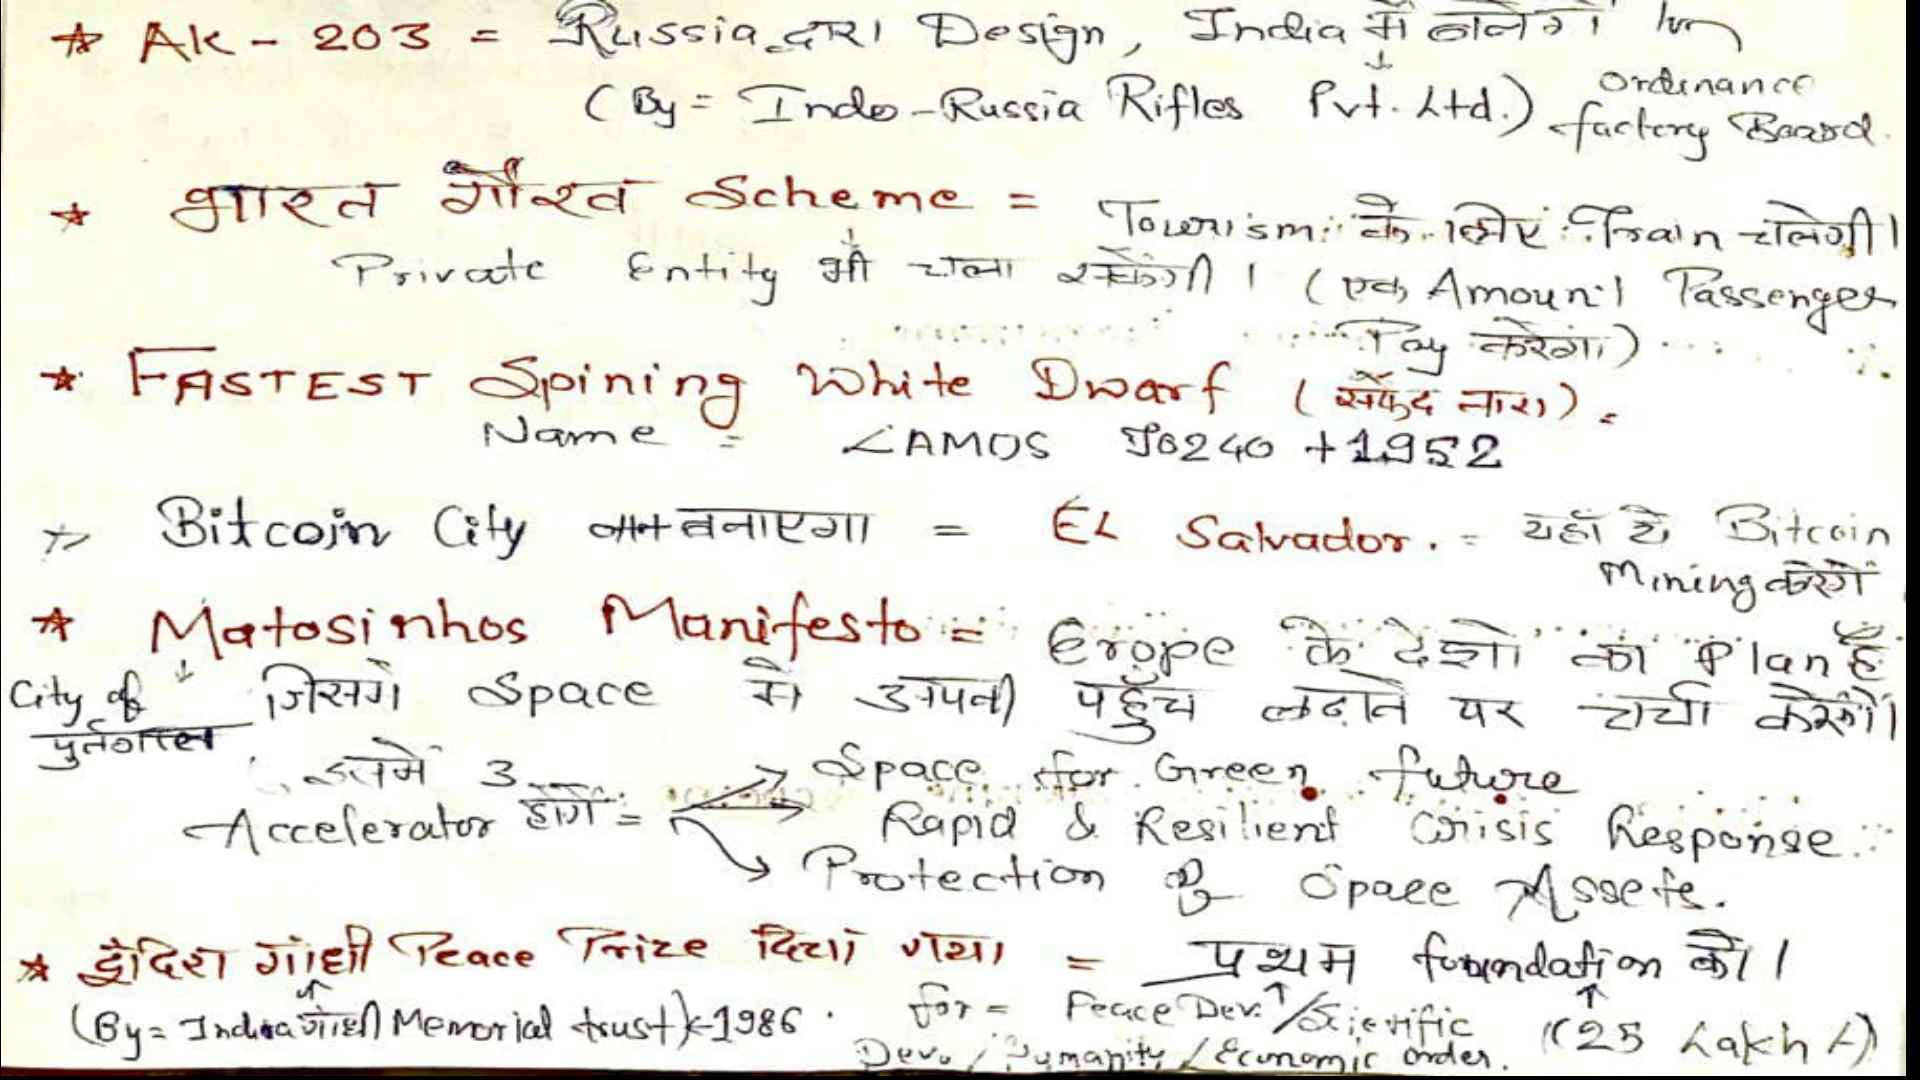 * AK - 203 = Russia द्वारा Design, India में बनेगी
(By = Indo-Russia Rifles Pvt. Ltd.) Ordinance factory Board.
* भारत गौरव Scheme = Tourism के लिए Train चलेगी।
Private Entity भी चला सकेंगी। (एक Amount Passenger
Pay करेगा)
* FASTEST Spining White Dwarf (सफेद तारा) =
Name = LAMOS J0240 +1952
Bitcoin City बनाएगा = EL Salvador. = यहाँ से Bitcoin
Mining करेंगे
* Matosinhos Manifesto = Erope के देशों का Plan है
City of पुर्तगाल
जिसमें Space में अपनी पहुँच बढ़ाने पर चर्चा करेंगे।
इसमें 3 Accelerator होंगे =
Space for Green future
Rapid & Resilient Crisis Response
Protection of Space Assets.
* इंदिरा गांधी Peace Prize दिया गया = प्रथम foundation को।
(By = India गांधी Memorial trust) 1986. for = Peace Dev. / Scientific (25 Lakh
Dev. / Humanity / Economic order.